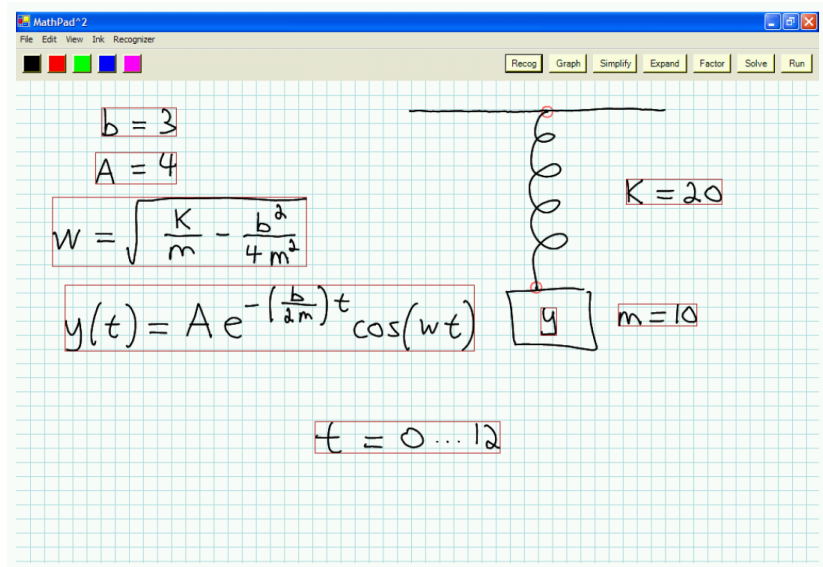 MathPad^2
File Edit View Ink Recognizer
Recog Graph Simplify Expand Factor Solve Run
b = 3
A = 4
w = √(K/m - b²/4m²)
y(t) = A e^(-(b/2m)t) cos(wt)
K = 20
y
m = 10
t = 0 ... 12